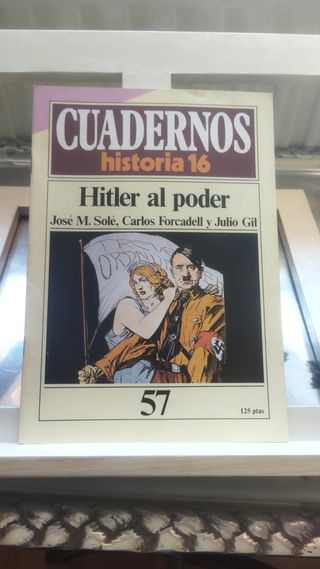 CUADERNOS
historia 16
Hitler al poder
José M. Solé, Carlos Forcadell y Julio Gil
57
125 ptas